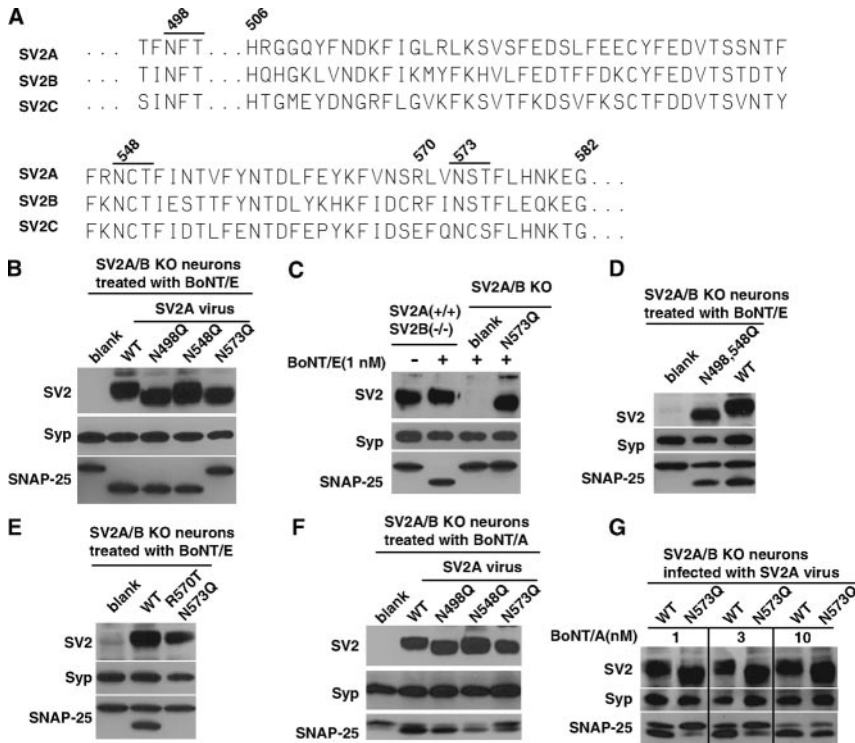 A
498 506
SV2A ... TFNFT...HRGGQYFNDKFIGLRLKSVSFEDSLFEECYFEDVTSSNTF
SV2B ... TINFT...HQHGKLVNDKFIKMYFKHVLFEDTFFDKCYFEDVTSTDTY
SV2C ... SINFT...HTGMEYDNGRFLGVKFKSVTFKDSVFKSCTFDDVTSVNTY
548 570 573 582
SV2A FRNCTFINTVFYNTDLFEYKFVNSRLVNSTFLHNKEG...
SV2B FKNCTIESTTFYNTDLYKHKFIDCRFINSTFLEQKEG...
SV2C FKNCTFIDTLFENTDFEPYKFIDSEFQNCSFLHNKTG...
B
SV2A/B KO neurons
treated with BoNT/E
SV2A virus
blank WT N498Q N548Q N573Q
SV2
Syp
SNAP-25
C
SV2A/B KO
SV2A(+/+)
SV2B(-/-)
blank N573Q
BoNT/E(1 nM) - + + +
SV2
Syp
SNAP-25
D
SV2A/B KO neurons
treated with BoNT/E
blank N498,548Q WT
SV2
Syp
SNAP-25
E
SV2A/B KO neurons
treated with BoNT/E
blank WT R570T N573Q
SV2
Syp
SNAP-25
F
SV2A/B KO neurons
treated with BoNT/A
SV2A virus
blank WT N498Q N548Q N573Q
SV2
Syp
SNAP-25
G
SV2A/B KO neurons
infected with SV2A virus
WT N573Q WT N573Q WT N573Q
BoNT/A(nM) 1 3 10
SV2
Syp
SNAP-25